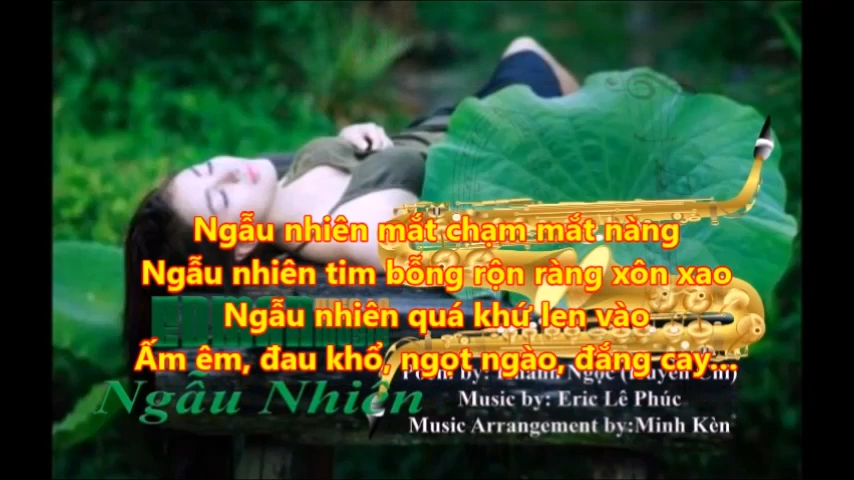 Ngẫu nhiên mắt chạm mắt nàng
Ngẫu nhiên tim bỗng rộn ràng xôn xao
Ngẫu nhiên quá khứ len vào
Ấm êm, đau khổ, ngọt ngào, đắng cay...
by: Ngọc
Ngẫu Nhiên
Music by: Eric Lê Phúc
Music Arrangement by:Minh Kèn